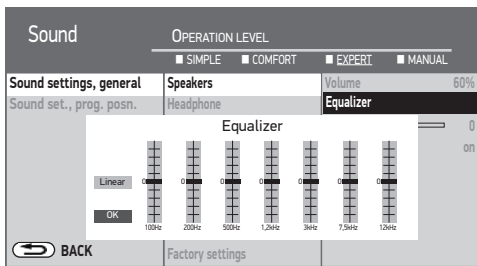 Sound
OPERATION LEVEL
SIMPLE COMFORT EXPERT MANUAL
Sound settings, general Speakers Volume 60%
Sound set., prog. posn. Headphone Equalizer
0
on
Equalizer
Linear 0 0 0 0 0 0 0
OK
100Hz 200Hz 500Hz 1,2kHz 3kHz 7,5kHz 12kHz
BACK Factory settings